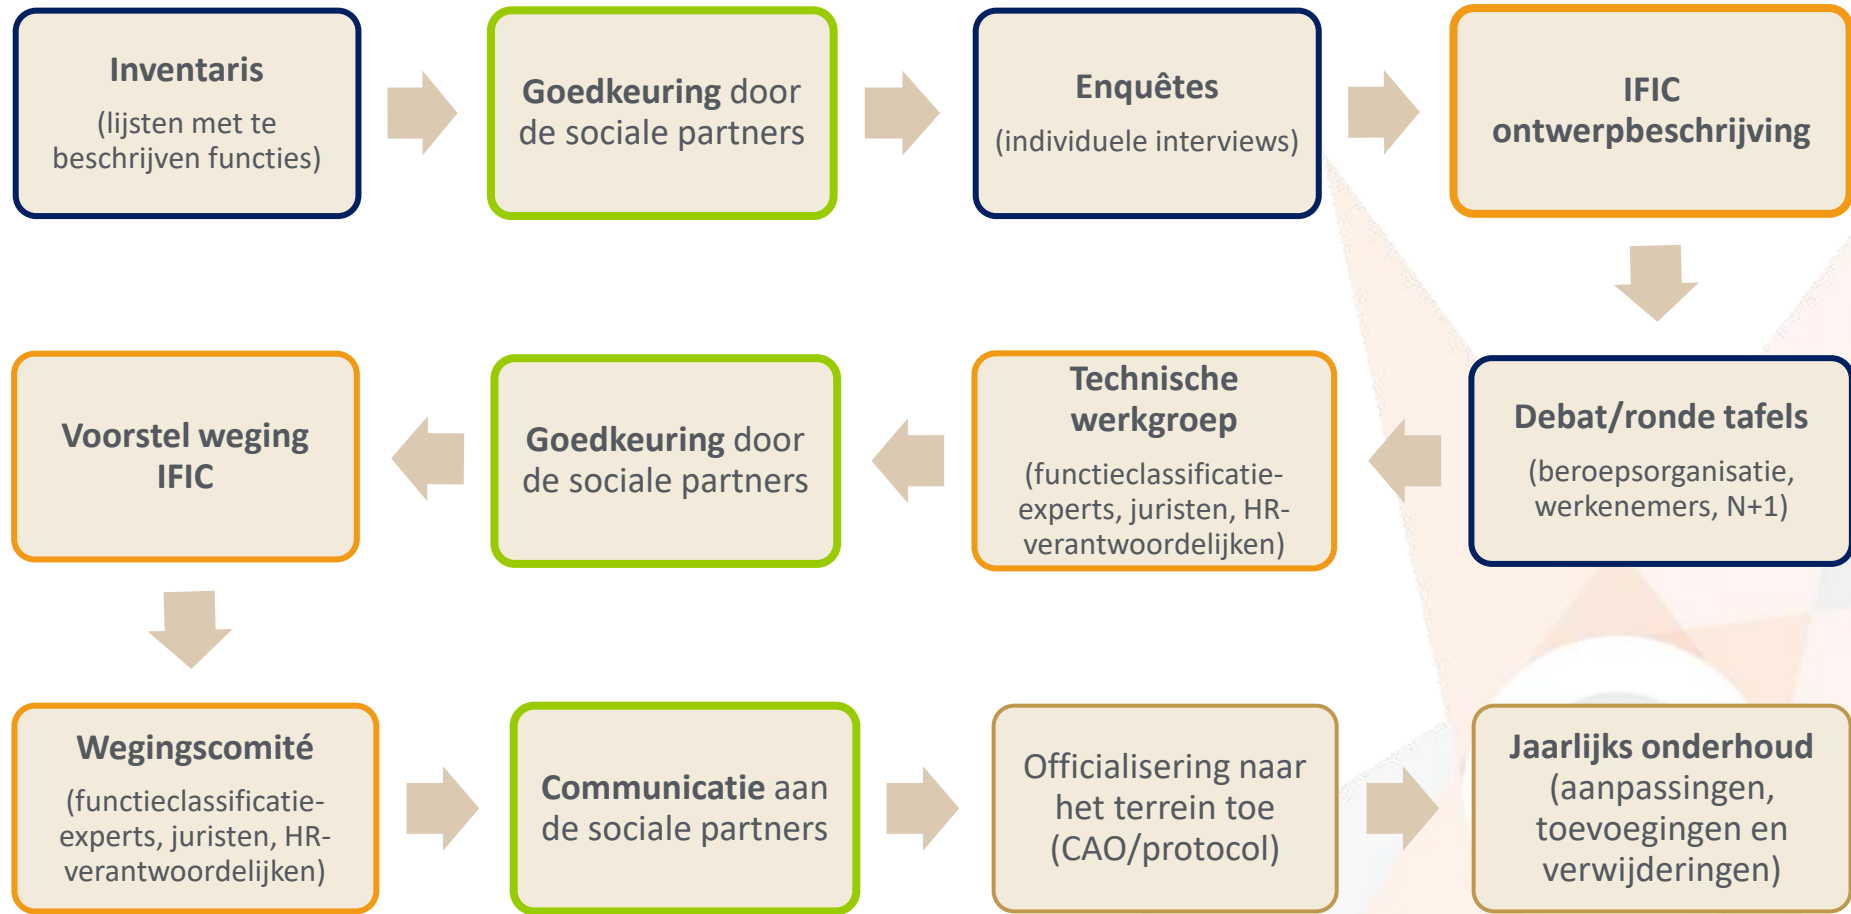 Inventaris
(lijsten met te
beschrijven functies)
Goedkeuring door
de sociale partners
Enquêtes
(individuele interviews)
IFIC
ontwerpbeschrijving
Debat/ronde tafels
(beroepsorganisatie,
werkenemers, N+1)
Technische
werkgroep
(functieclassificatie-
experts, juristen, HR-
verantwoordelijken)
Goedkeuring door
de sociale partners
Voorstel weging
IFIC
Wegingscomité
(functieclassificatie-
experts, juristen, HR-
verantwoordelijken)
Communicatie aan
de sociale partners
Officialisering naar
het terrein toe
(CAO/protocol)
Jaarlijks onderhoud
(aanpassingen,
toevoegingen en
verwijderingen)